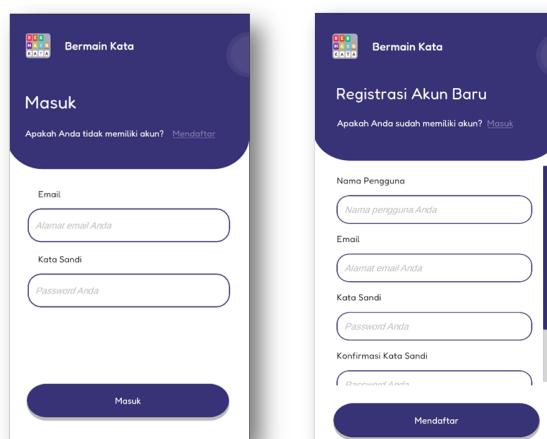 Bermain Kata
Masuk
Apakah Anda tidak memiliki akun? Mendaftar
Email
Alamat email Anda
Kata Sandi
Password Anda
Masuk
Bermain Kata
Registrasi Akun Baru
Apakah Anda sudah memiliki akun? Masuk
Nama Pengguna
Nama pengguna Anda
Email
Alamat email Anda
Kata Sandi
Password Anda
Konfirmasi Kata Sandi
Password Anda
Mendaftar